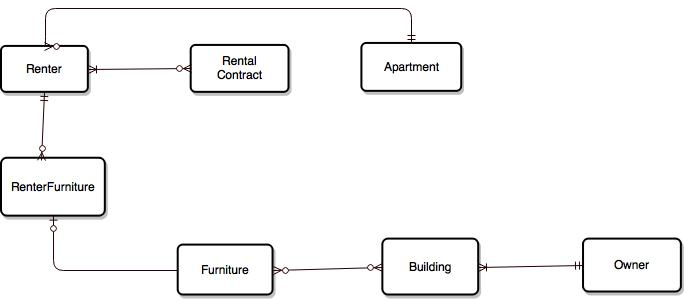 Renter
Rental
Contract
Apartment
RenterFurniture
Furniture
Building
Owner